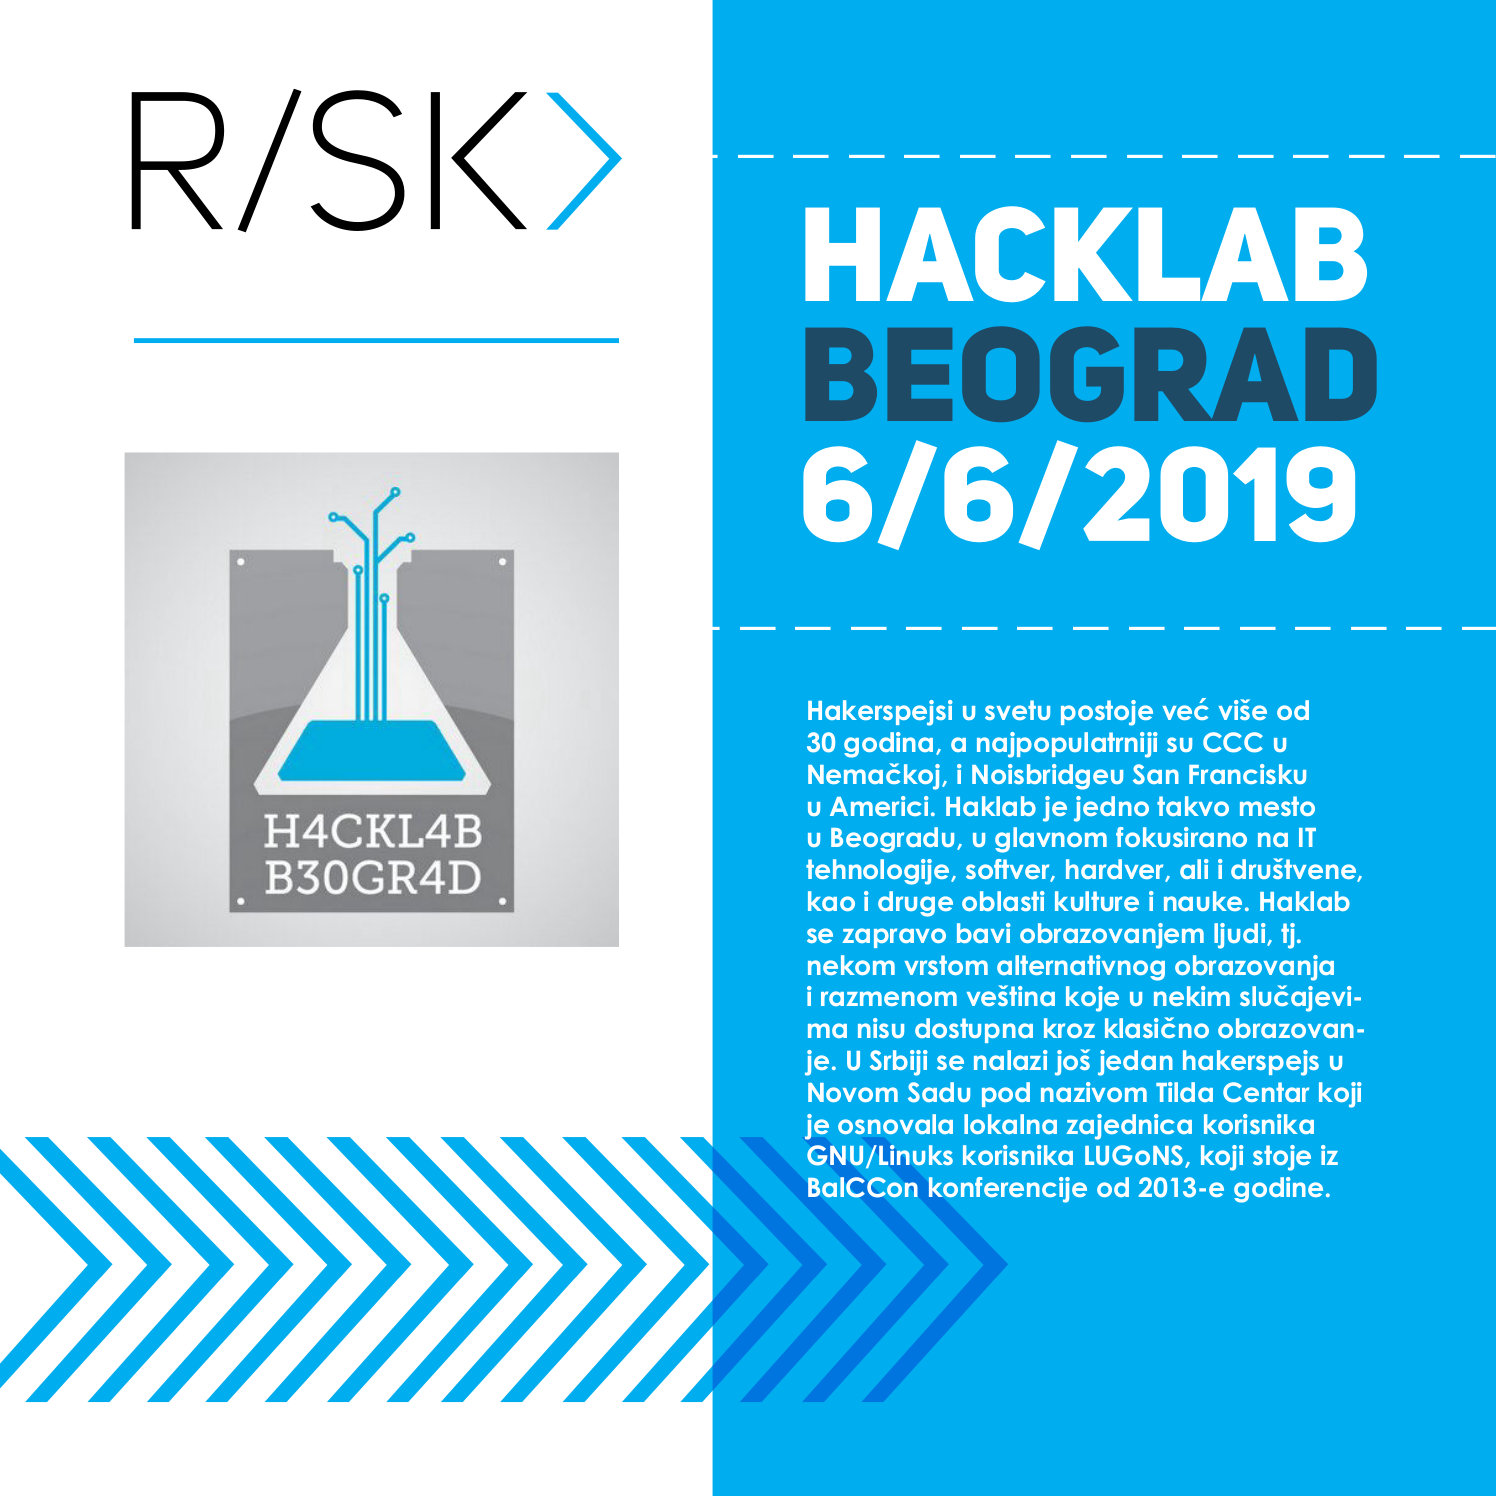 R/SK>
H4CKL4B
B30GR4D
HACKLAB
BEOGRAD
6/6/2019
Hakerspejsi u svetu postoje već više od
30 godina, a najpopulatrniji su CCC u
Nemačkoj, i Noisbridgeu San Francisku
u Americi. Haklab je jedno takvo mesto
u Beogradu, u glavnom fokusirano na IT
tehnologije, softver, hardver, ali i društvene,
kao i druge oblasti kulture i nauke. Haklab
se zapravo bavi obrazovanjem ljudi, tj.
nekom vrstom alternativnog obrazovanja
i razmenom veština koje u nekim slučajevi-
ma nisu dostupna kroz klasično obrazovan-
je. U Srbiji se nalazi još jedan hakerspejs u
Novom Sadu pod nazivom Tilda Centar koji
je osnovala lokalna zajednica korisnika
GNU/Linuks korisnika LUGoNS, koji stoje iz
BalCCon konferencije od 2013-e godine.